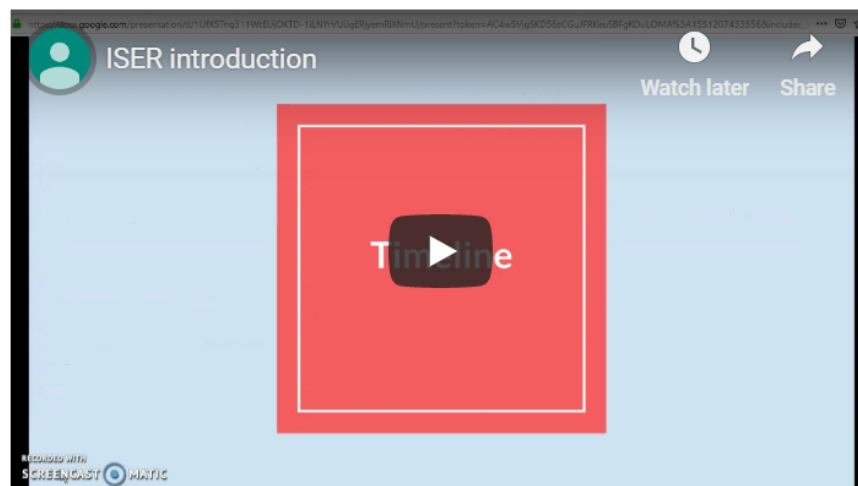 ISER introduction
Watch later
Share
Timeline
RECORDED WITH
SCREENCAST MATIC